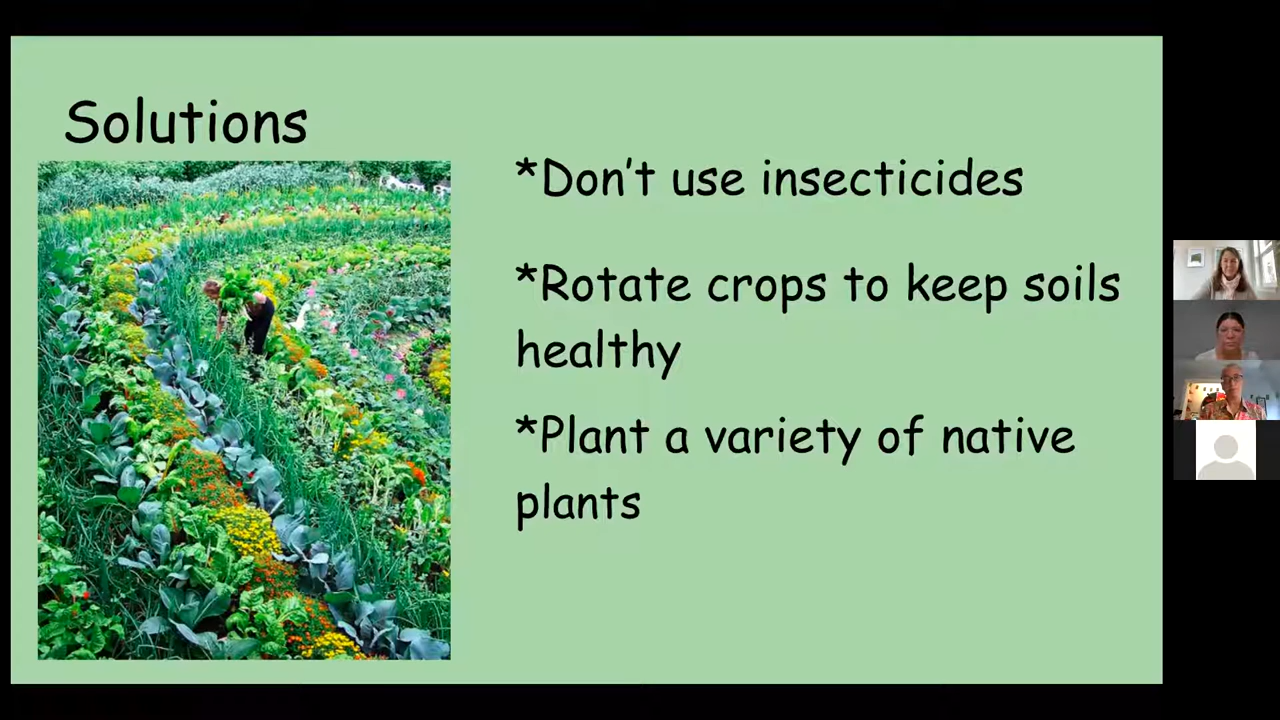 Solutions
*Don't use insecticides
*Rotate crops to keep soils
healthy
*Plant a variety of native
plants